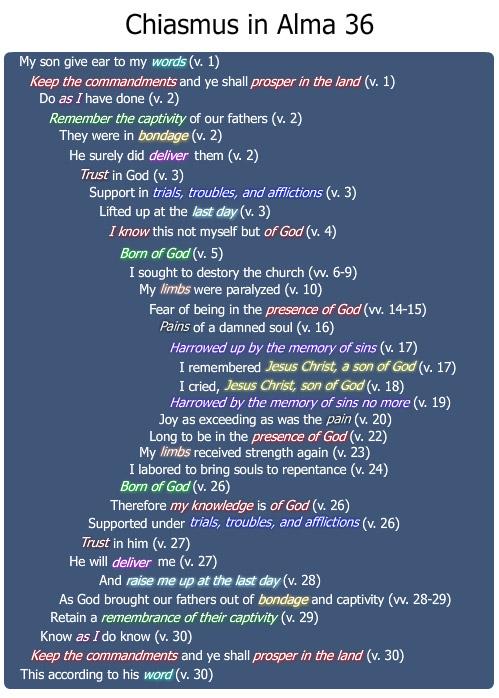 Chiasmus in Alma 36
My son give ear to my words (v. 1)
Keep the commandments and ye shall prosper in the land (v. 1)
Do as I have done (v. 2)
Remember the captivity of our fathers (v. 2)
They were in bondage (v. 2)
He surely did deliver them (v. 2)
Trust in God (v. 3)
Support in trials, troubles, and afflictions (v. 3)
Lifted up at the last day (v. 3)
I know this not myself but of God (v. 4)
Born of God (v. 5)
I sought to destory the church (vv. 6-9)
My limbs were paralyzed (v. 10)
Fear of being in the presence of God (vv. 14-15)
Pains of a damned soul (v. 16)
Harrowed up by the memory of sins (v. 17)
I remembered Jesus Christ, a son of God (v. 17)
I cried, Jesus Christ, son of God (v. 18)
Harrowed by the memory of sins no more (v. 19)
Joy as exceeding as was the pain (v. 20)
Long to be in the presence of God (v. 22)
My limbs received strength again (v. 23)
I labored to bring souls to repentance (v. 24)
Born of God (v. 26)
Therefore my knowledge is of God (v. 26)
Supported under trials, troubles, and afflictions (v. 26)
Trust in him (v. 27)
He will deliver me (v. 27)
And raise me up at the last day (v. 28)
As God brought our fathers out of bondage and captivity (vv. 28-29)
Retain a remembrance of their captivity (v. 29)
Know as I do know (v. 30)
Keep the commandments and ye shall prosper in the land (v. 30)
This according to his word (v. 30)